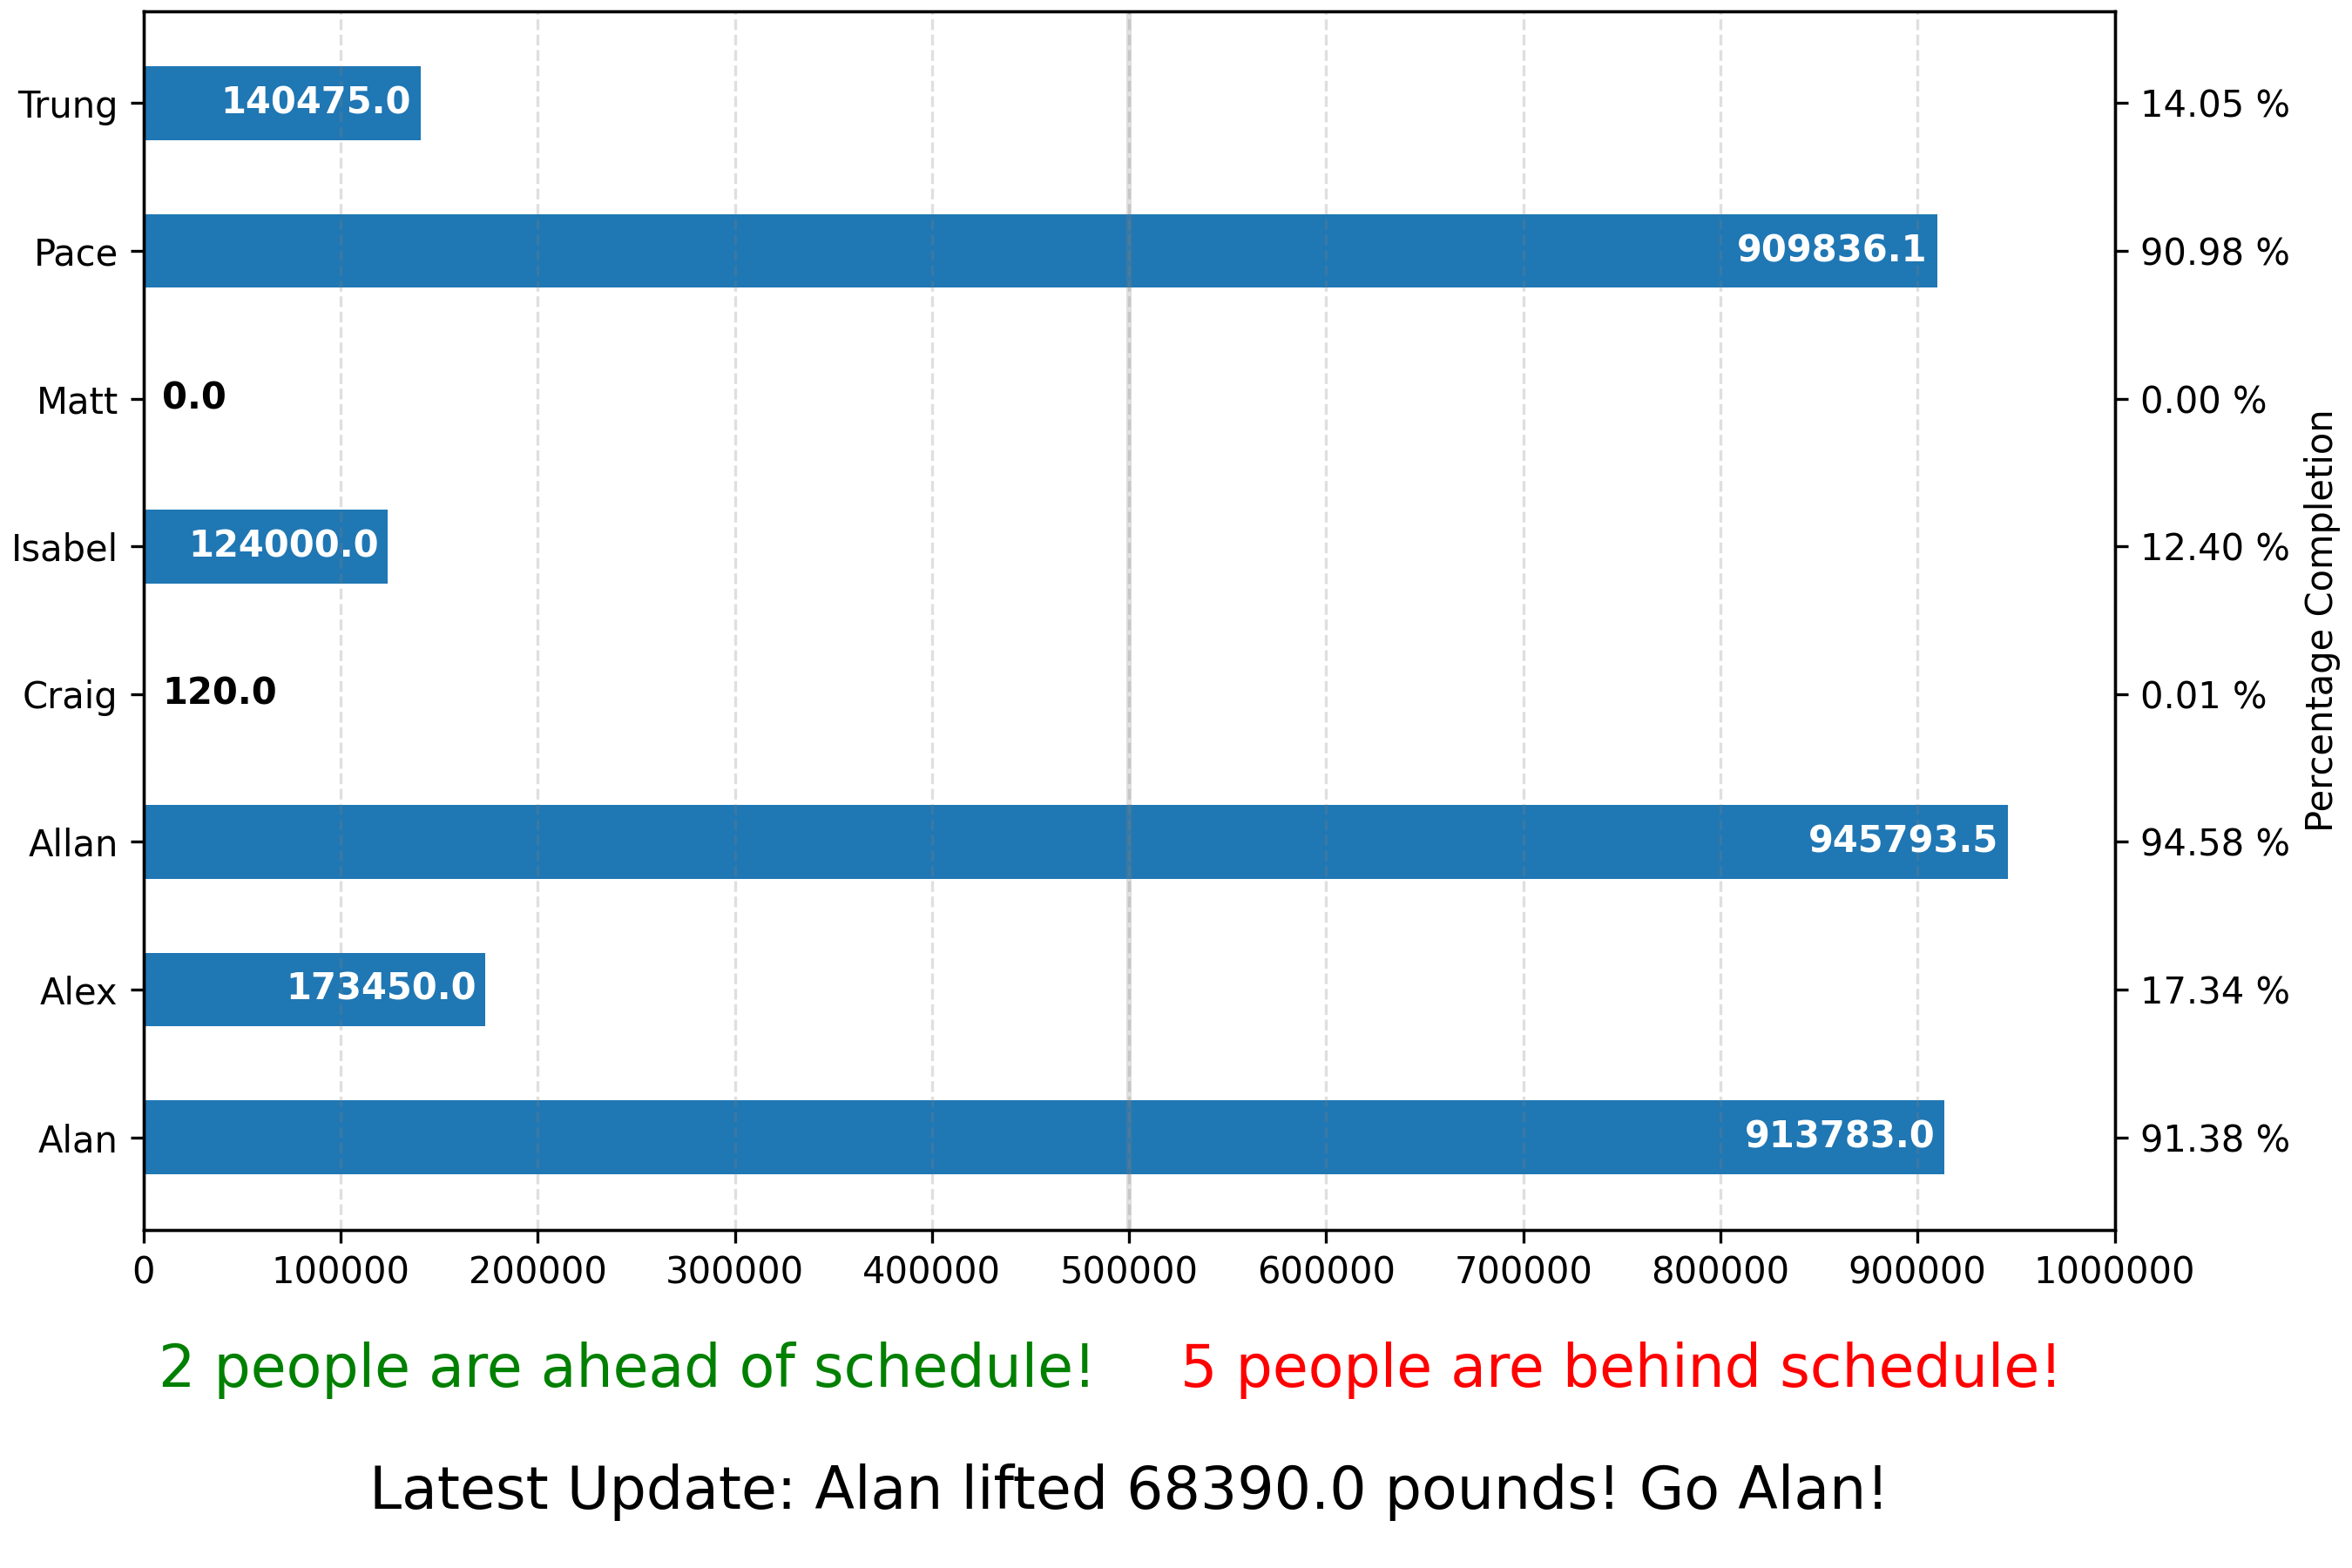 Trung 140475.0 14.05 %
Pace 909836.1 90.98 %
Matt 0.0 0.00 %
Isabel 124000.0 12.40 %
Craig 120.0 0.01 %
Allan 945793.5 94.58 %
Alex 173450.0 17.34 %
Alan 913783.0 91.38 %
Percentage Completion
0 100000 200000 300000 400000 500000 600000 700000 800000 900000 1000000
2 people are ahead of schedule! 5 people are behind schedule!
Latest Update: Alan lifted 68390.0 pounds! Go Alan!